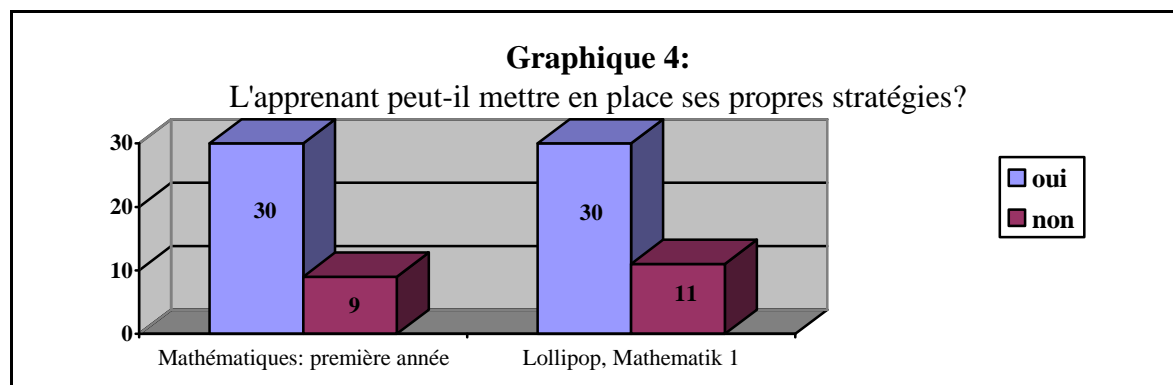 Graphique 4:
L'apprenant peut-il mettre en place ses propres stratégies?
30
20
10
0
30
9
30
11
Mathématiques: première année
Lollipop, Mathematik 1
oui
non